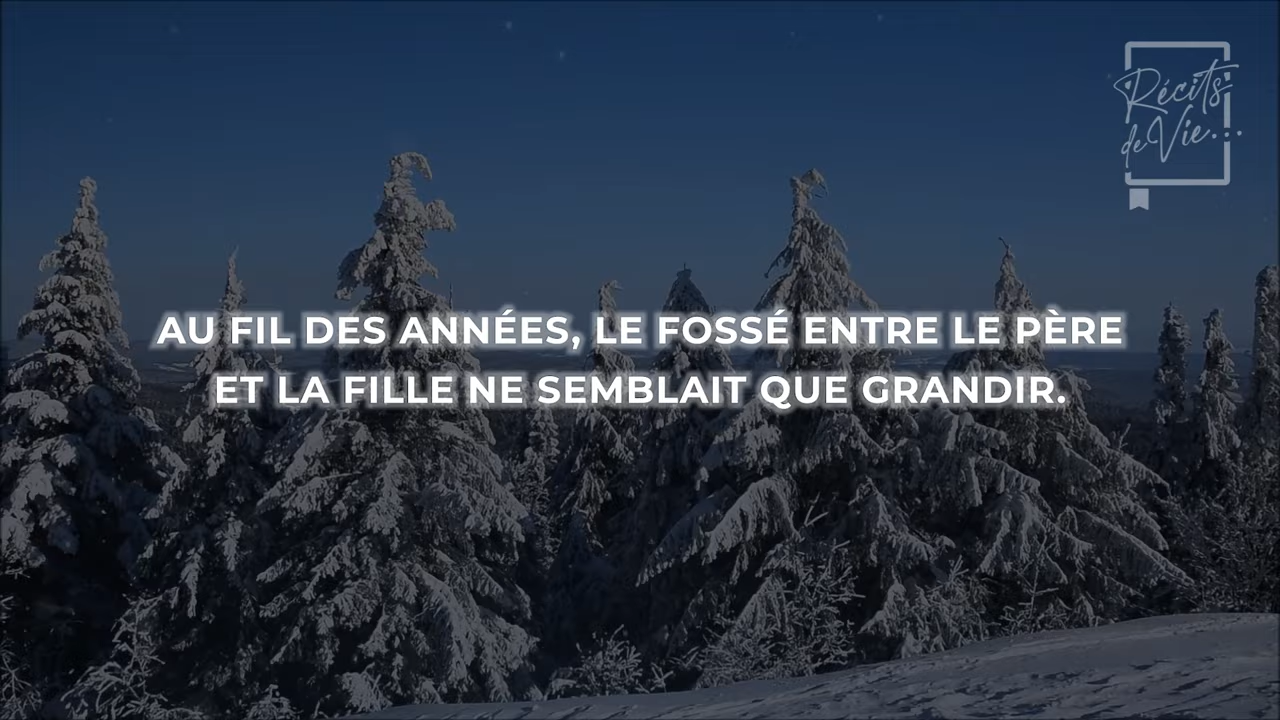 Récits
de Vie...
AU FIL DES ANNÉES, LE FOSSÉ ENTRE LE PÈRE
ET LA FILLE NE SEMBLAIT QUE GRANDIR.